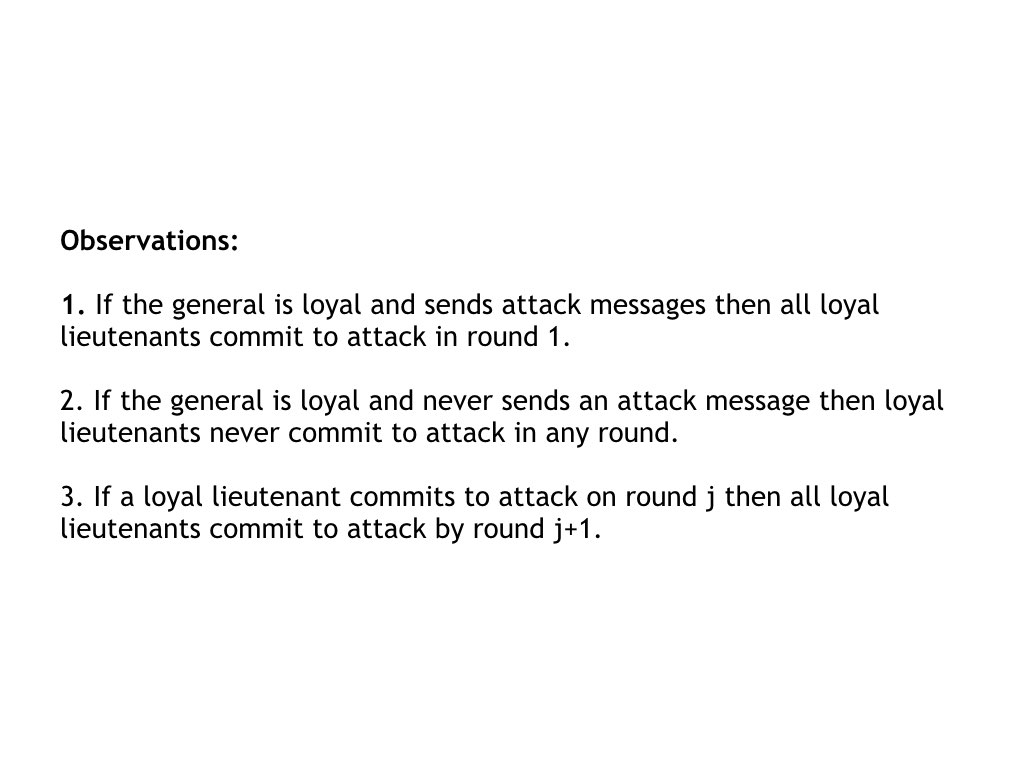 Observations:
1. If the general is loyal and sends attack messages then all loyal
lieutenants commit to attack in round 1.
2. If the general is loyal and never sends an attack message then loyal
lieutenants never commit to attack in any round.
3. If a loyal lieutenant commits to attack on round j then all loyal
lieutenants commit to attack by round j+1.